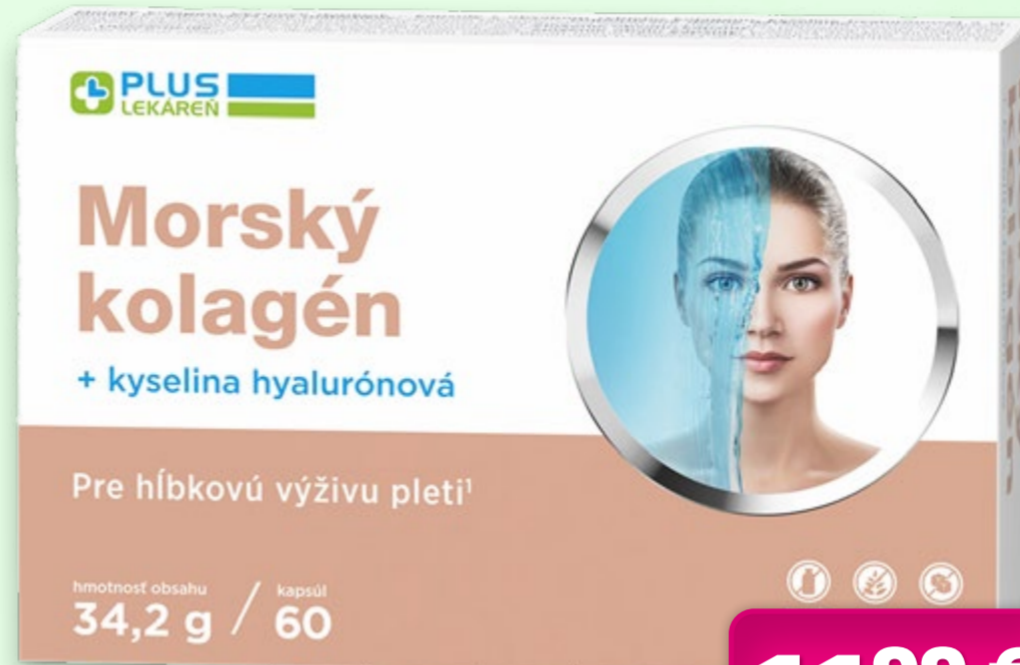 PLUS
LEKÁREŇ
Morský
kolagén
+ kyselina hyalurónová
Pre hĺbkovú výživu pleti¹
hmotnosť obsahu
34,2 g /
kapsúl
60